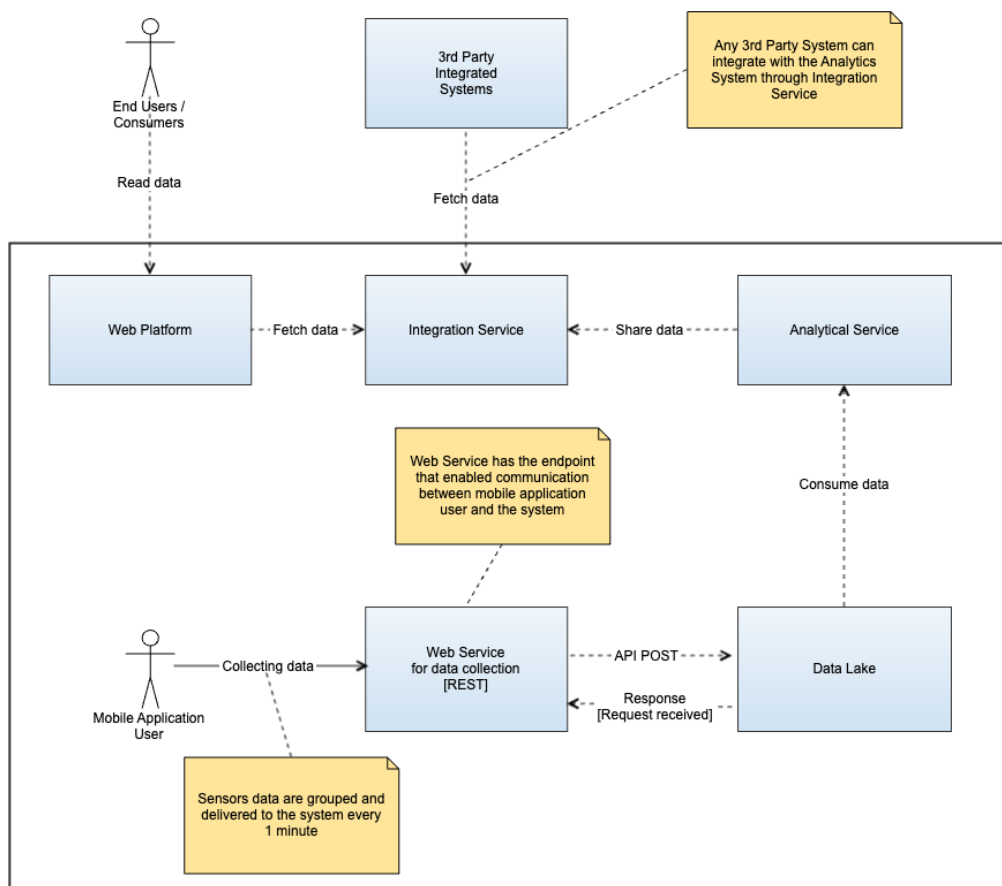 End Users /
Consumers
3rd Party
Integrated
Systems
Any 3rd Party System can
integrate with the Analytics
System through Integration
Service
Read data
Fetch data
Web Platform
Fetch data
Integration Service
Share data
Analytical Service
Web Service has the endpoint
that enabled communication
between mobile application
user and the system
Consume data
Mobile Application
User
Collecting data
Web Service
for data collection
[REST]
API POST
Response
[Request received]
Data Lake
Sensors data are grouped and
delivered to the system every
1 minute